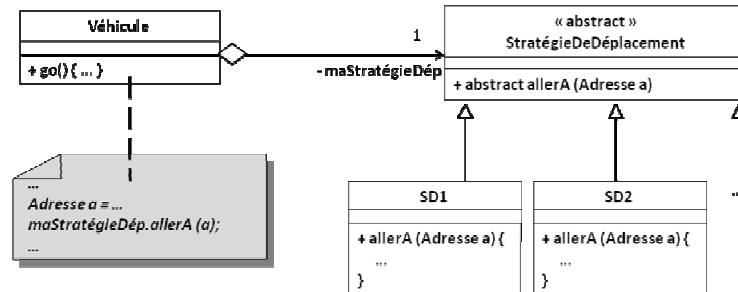 Véhicule
+ go() { ... }
1
- maStratégieDép
« abstract »
StratégieDeDéplacement
+ abstract allerA (Adresse a)
...
Adresse a = ...
maStratégieDép.allerA (a);
...
SD1
+ allerA (Adresse a) {
...
}
SD2
+ allerA (Adresse a) {
...
}